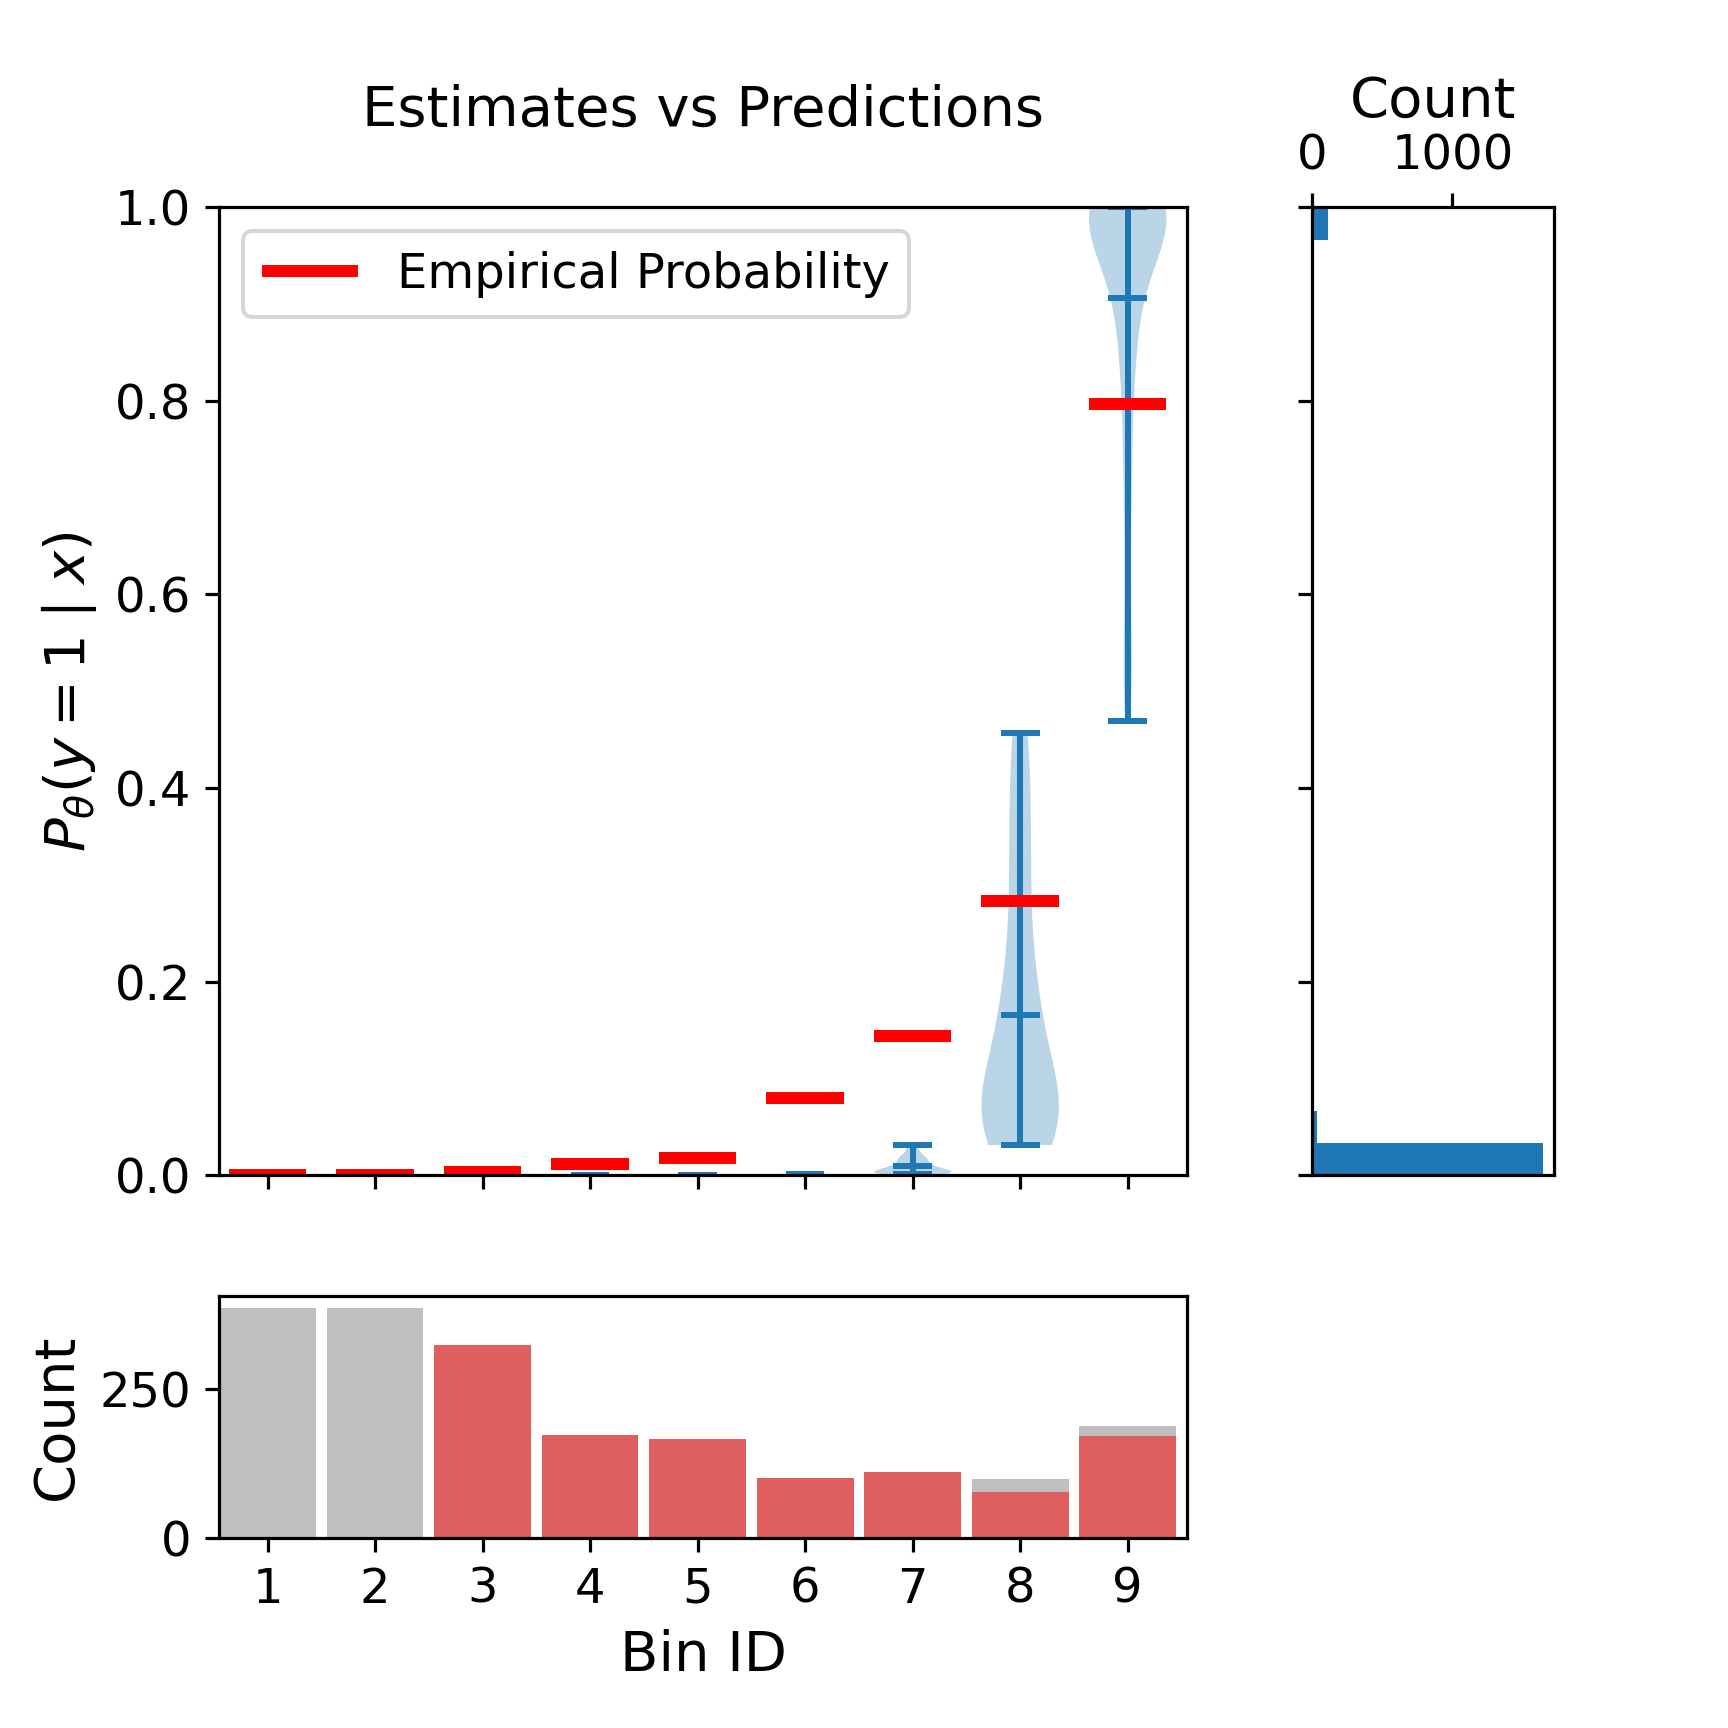 Estimates vs Predictions
Count
0 1000
Empirical Probability
1.0
0.8
0.6
0.4
0.2
0.0
P_θ(y = 1 | x)
Count
250
0
1 2 3 4 5 6 7 8 9
Bin ID